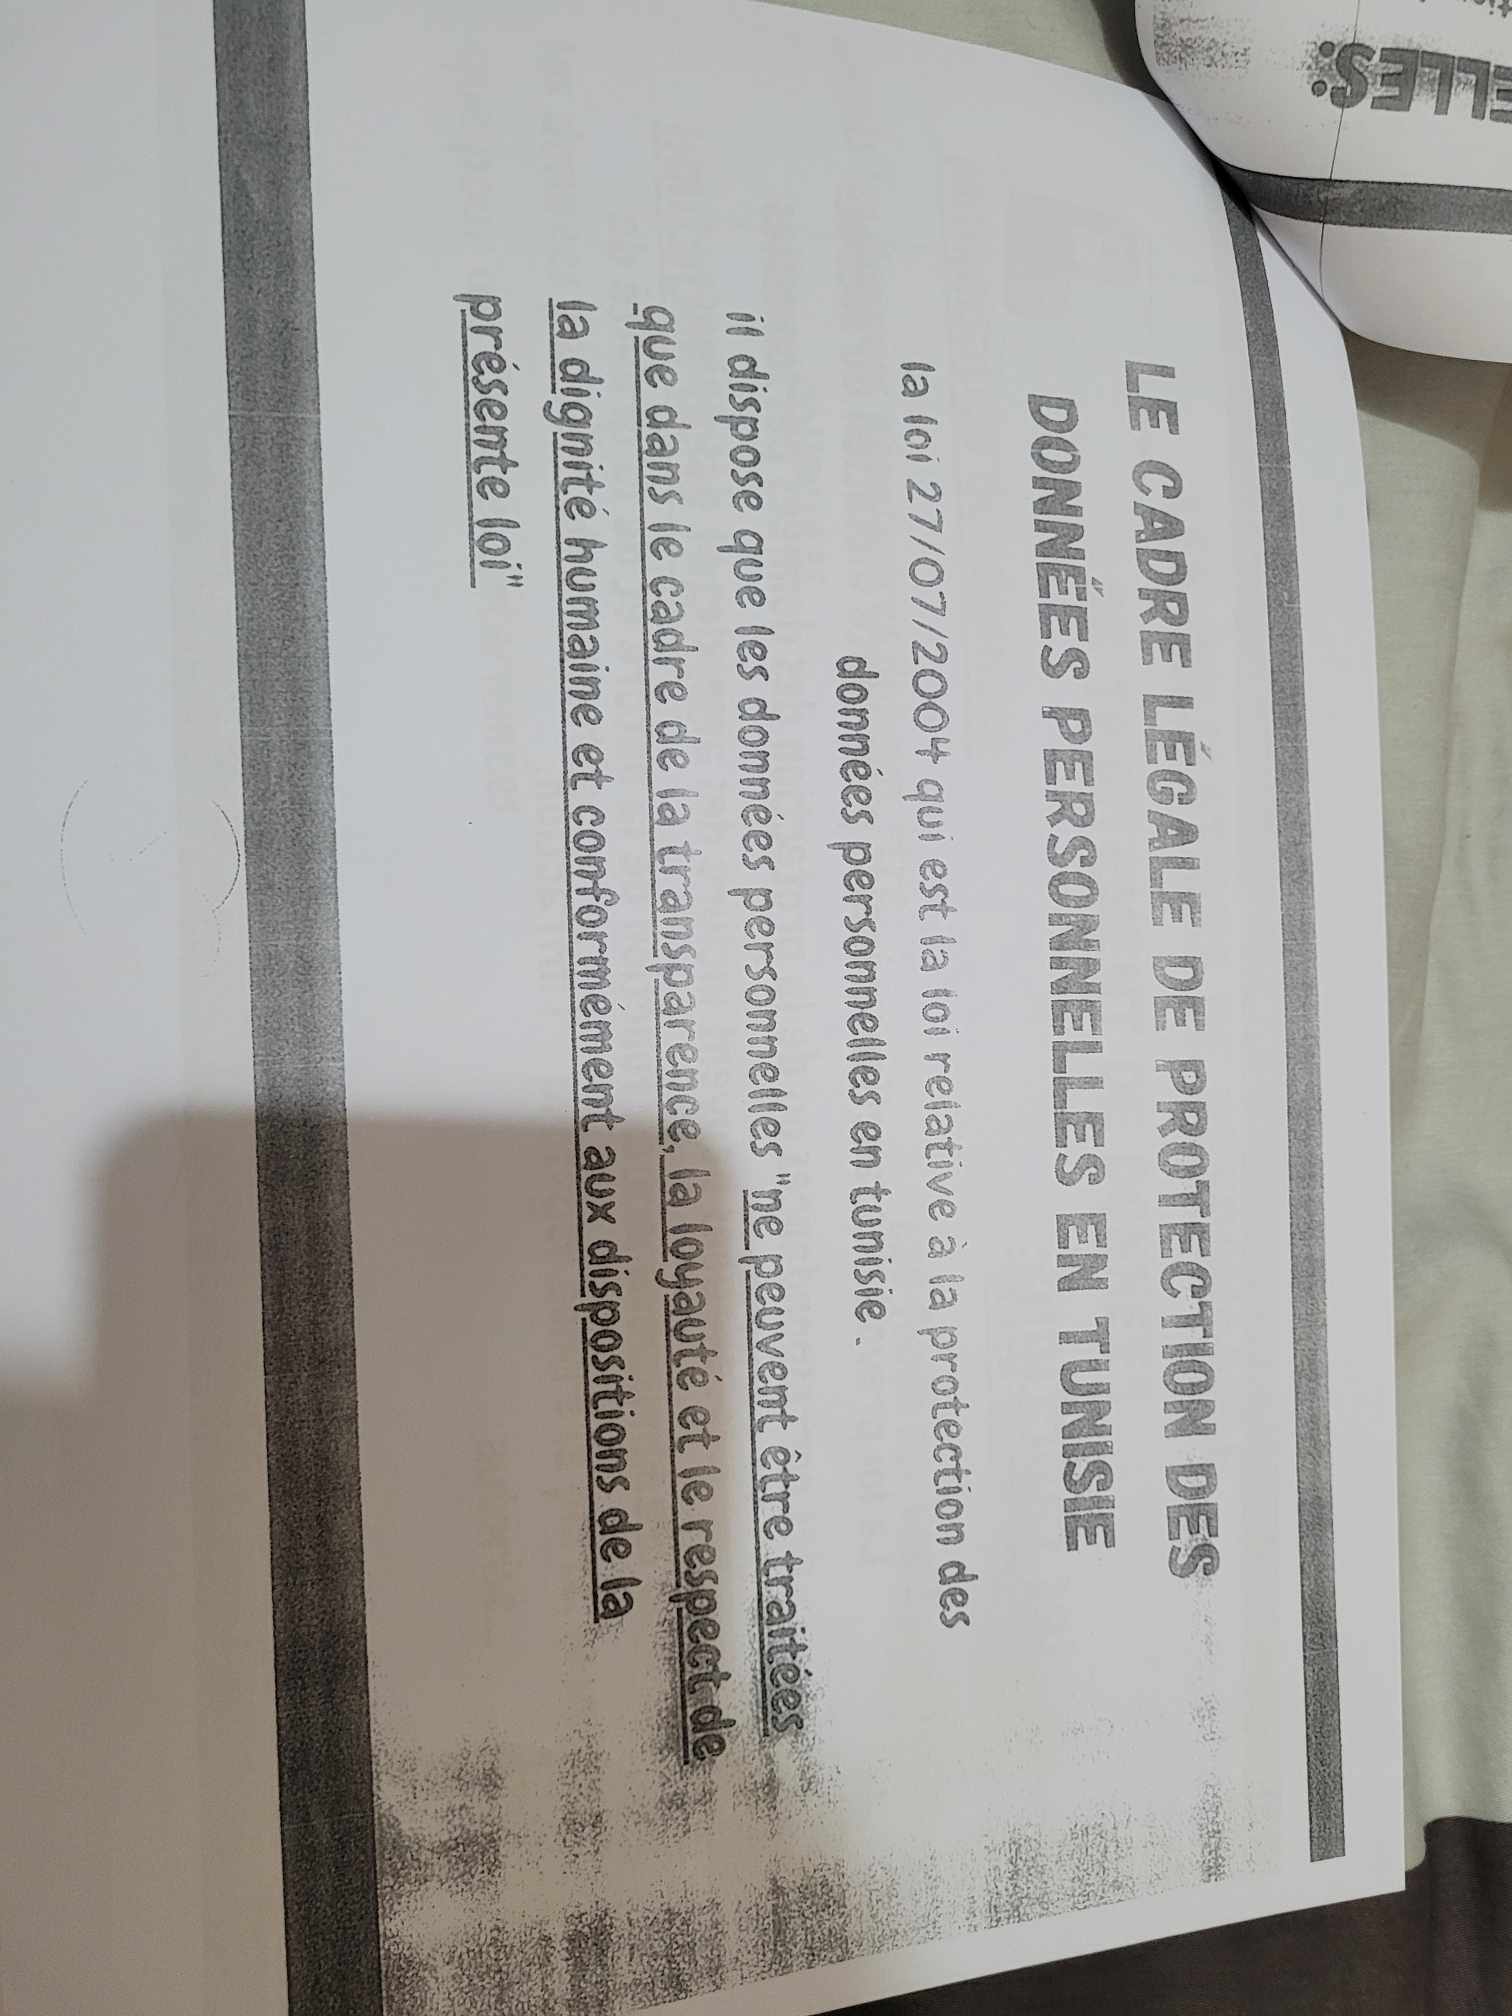 ELLES:
LE CADRE LÉGALE DE PROTECTION DES
DONNÉES PERSONNELLES EN TUNISIE
la loi 27/07/2004 qui est la loi relative à la protection des
données personnelles en tunisie .
il dispose que les données personnelles "ne peuvent être traitées
que dans le cadre de la transparence, la loyauté et le respect de
la dignité humaine et conformément aux dispositions de la
présente loi"